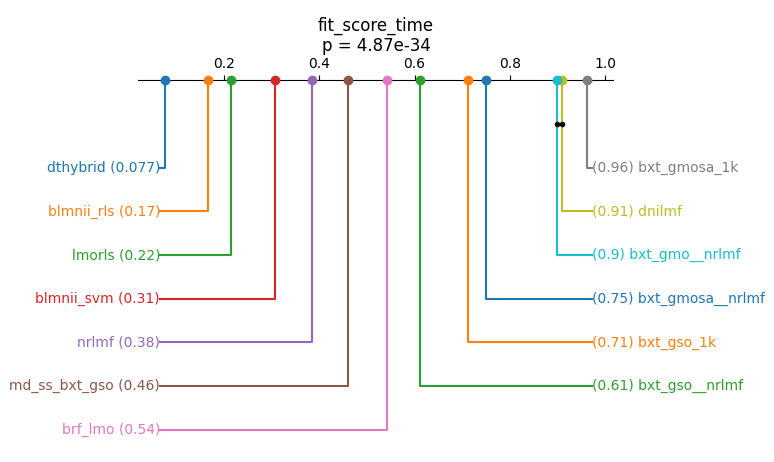 fit_score_time
p = 4.87e-34
0.2 0.4 0.6 0.8 1.0
dthybrid (0.077) (0.96) bxt_gmosa_1k
blmnii_rls (0.17) (0.91) dnilmf
lmorls (0.22) (0.9) bxt_gmo__nrlmf
blmnii_svm (0.31) (0.75) bxt_gmosa__nrlmf
nrlmf (0.38) (0.71) bxt_gso_1k
md_ss_bxt_gso (0.46) (0.61) bxt_gso__nrlmf
brf_lmo (0.54)